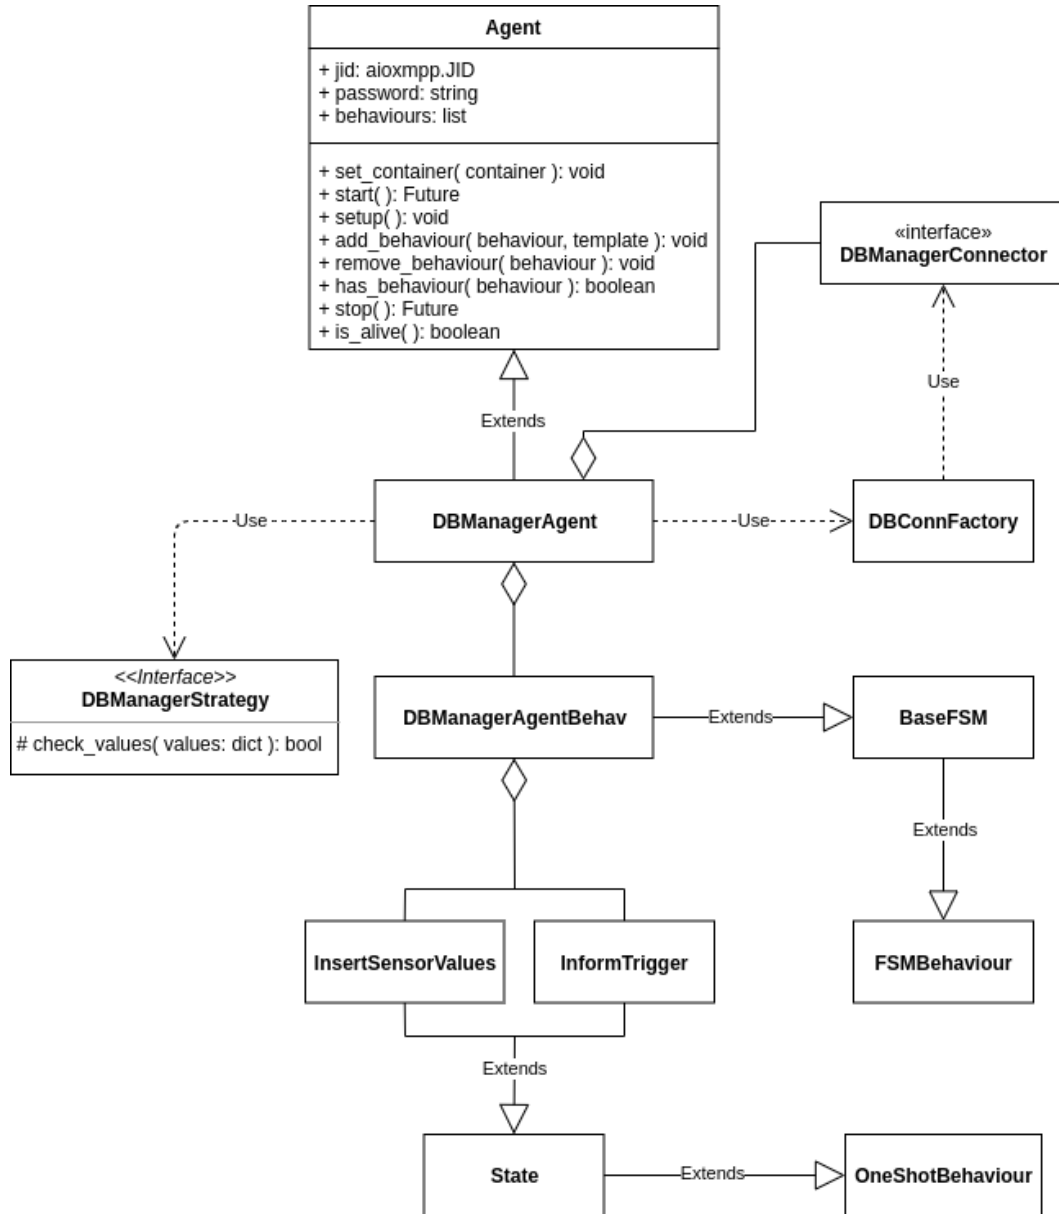 Agent
+ jid: aioxmpp.JID
+ password: string
+ behaviours: list
+ set_container( container ): void
+ start( ): Future
+ setup( ): void
+ add_behaviour( behaviour, template ): void
+ remove_behaviour( behaviour ): void
+ has_behaviour( behaviour ): boolean
+ stop( ): Future
+ is_alive( ): boolean
«interface»
DBManagerConnector
Use
Extends
DBManagerAgent
Use
Use
DBConnFactory
<<Interface>>
DBManagerStrategy
# check_values( values: dict ): bool
DBManagerAgentBehav
Extends
BaseFSM
Extends
InsertSensorValues
InformTrigger
FSMBehaviour
Extends
State
Extends
OneShotBehaviour